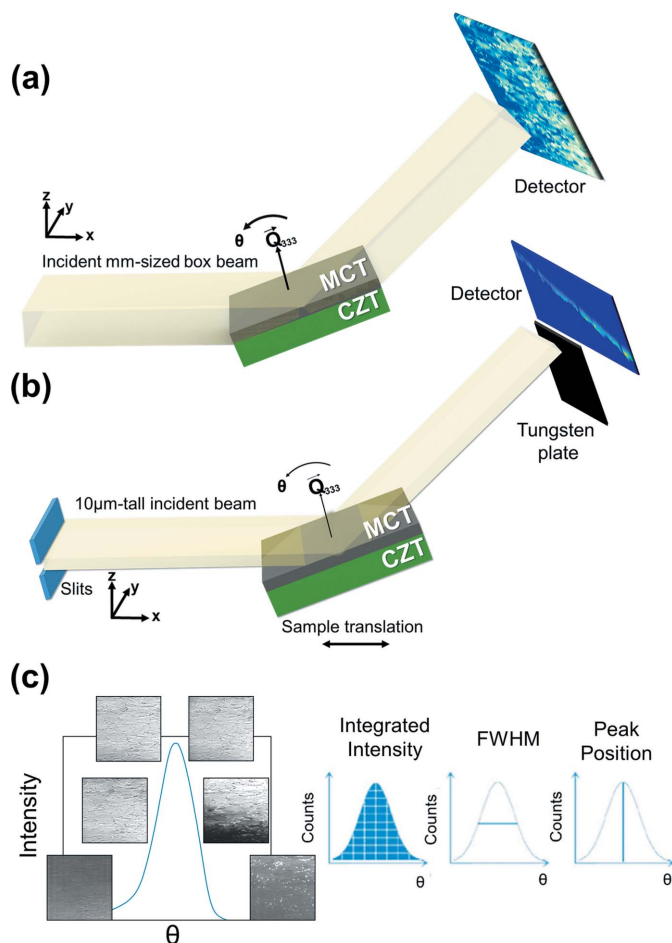 (a)
Detector
z
y
x
θ
Q333
Incident mm-sized box beam
MCT
CZT
Detector
(b)
Tungsten
plate
θ
Q333
10μm-tall incident beam
MCT
CZT
Slits
z
y
x
Sample translation
(c)
Intensity
θ
Integrated
Intensity
Counts
θ
FWHM
Counts
θ
Peak
Position
Counts
θ